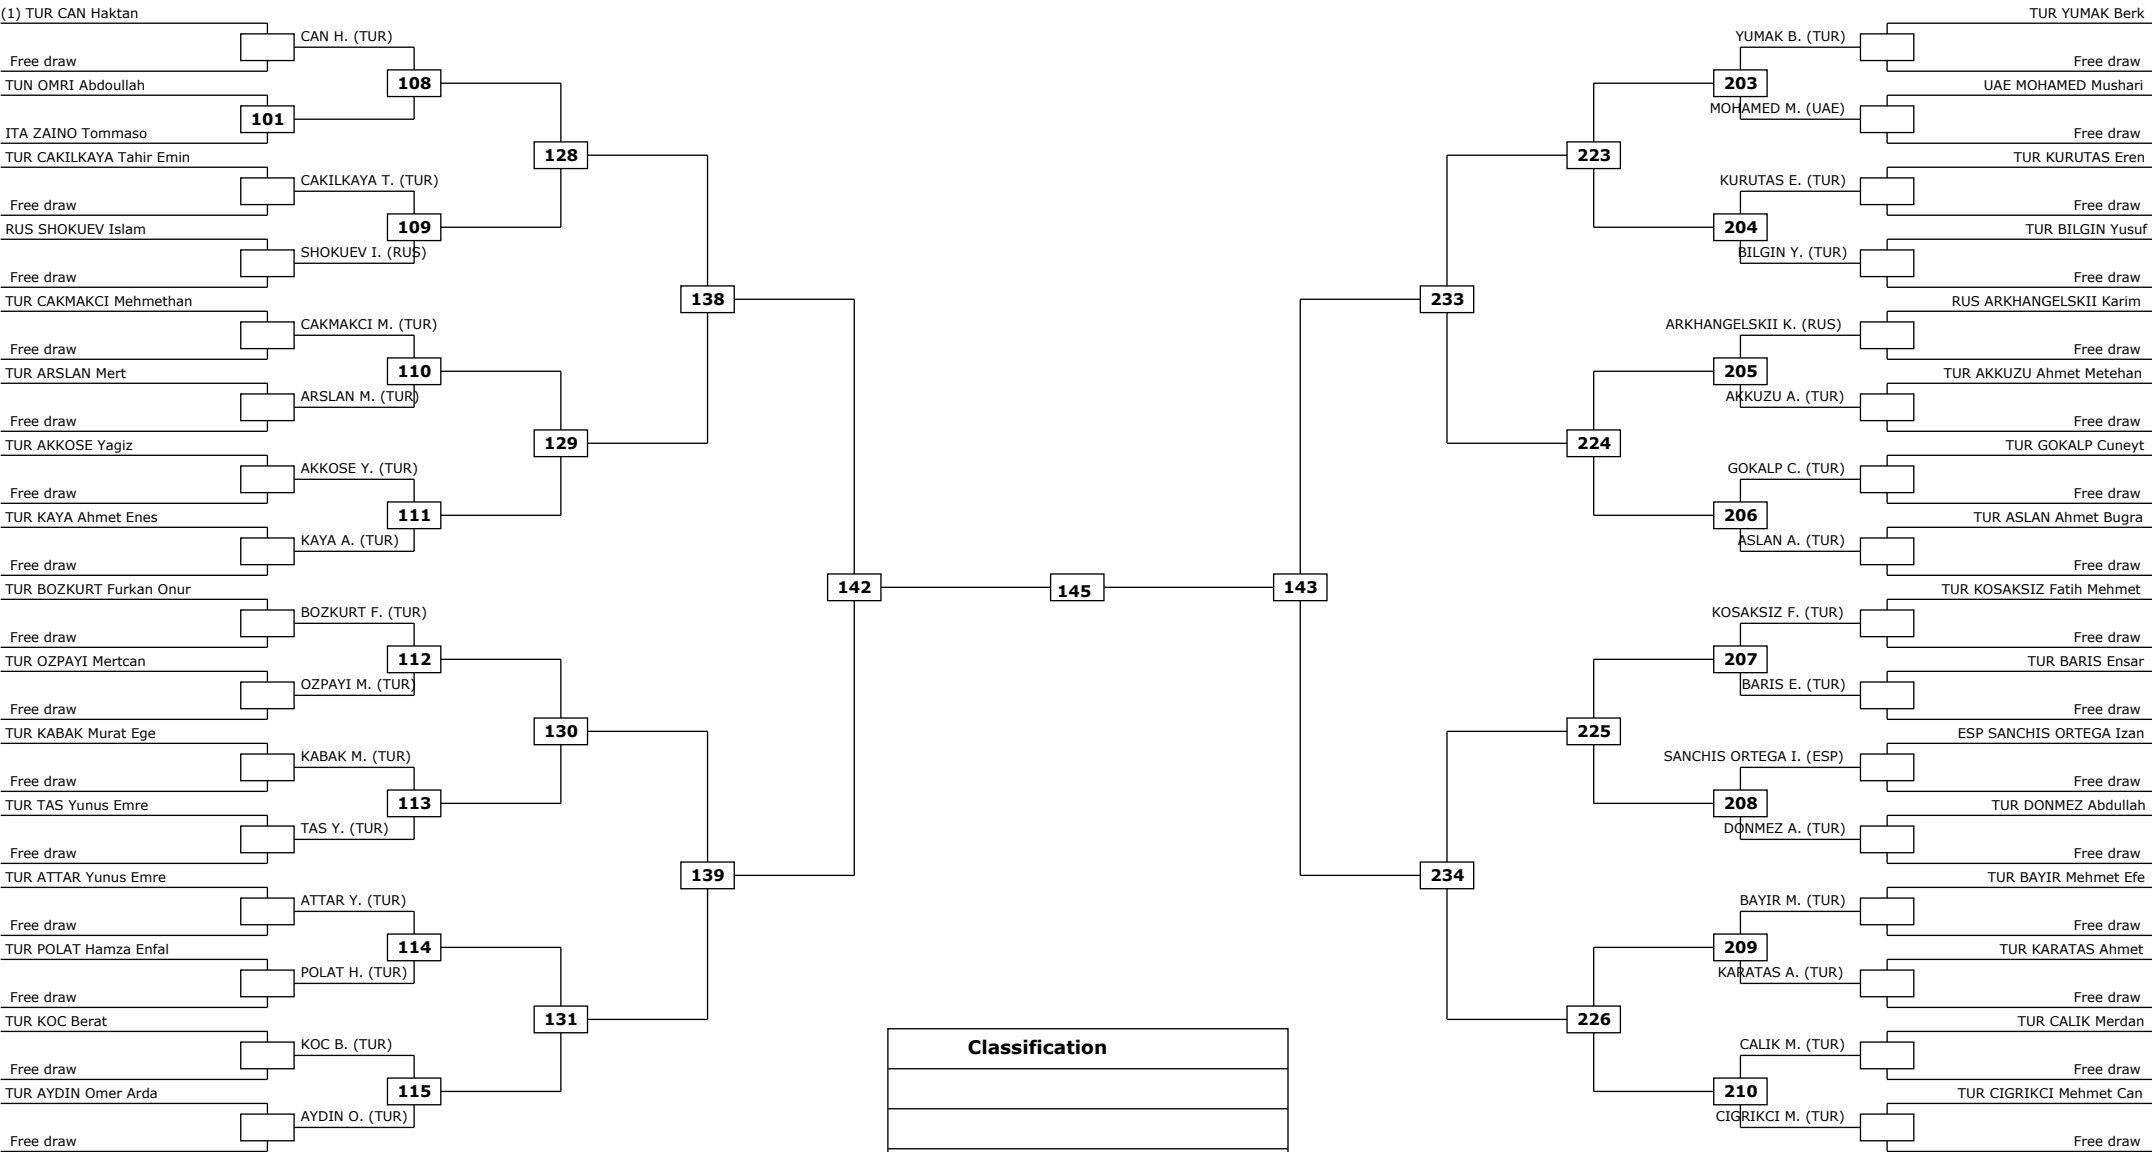 (1) TUR CAN Haktan
CAN H. (TUR)
Free draw
108
TUN OMRI Abdoullah
101
ITA ZAINO Tommaso
128
TUR CAKILKAYA Tahir Emin
CAKILKAYA T. (TUR)
Free draw
109
RUS SHOKUEV Islam
SHOKUEV I. (RUS)
Free draw
138
TUR CAKMAKCI Mehmethan
CAKMAKCI M. (TUR)
Free draw
110
TUR ARSLAN Mert
ARSLAN M. (TUR)
Free draw
129
TUR AKKOSE Yagiz
AKKOSE Y. (TUR)
Free draw
111
TUR KAYA Ahmet Enes
KAYA A. (TUR)
Free draw
142
TUR BOZKURT Furkan Onur
BOZKURT F. (TUR)
Free draw
112
TUR OZPAYI Mertcan
OZPAYI M. (TUR)
Free draw
130
TUR KABAK Murat Ege
KABAK M. (TUR)
Free draw
113
TUR TAS Yunus Emre
TAS Y. (TUR)
Free draw
139
TUR ATTAR Yunus Emre
ATTAR Y. (TUR)
Free draw
114
TUR POLAT Hamza Enfal
POLAT H. (TUR)
Free draw
131
TUR KOC Berat
KOC B. (TUR)
Free draw
115
TUR AYDIN Omer Arda
AYDIN O. (TUR)
Free draw
145
Classification
TUR YUMAK Berk
YUMAK B. (TUR)
Free draw
203
UAE MOHAMED Mushari
MOHAMED M. (UAE)
Free draw
223
TUR KURUTAS Eren
KURUTAS E. (TUR)
Free draw
204
TUR BILGIN Yusuf
BILGIN Y. (TUR)
Free draw
233
RUS ARKHANGELSKII Karim
ARKHANGELSKII K. (RUS)
Free draw
205
TUR AKKUZU Ahmet Metehan
AKKUZU A. (TUR)
Free draw
224
TUR GOKALP Cuneyt
GOKALP C. (TUR)
Free draw
206
TUR ASLAN Ahmet Bugra
ASLAN A. (TUR)
Free draw
143
TUR KOSAKSIZ Fatih Mehmet
KOSAKSIZ F. (TUR)
Free draw
207
TUR BARIS Ensar
BARIS E. (TUR)
Free draw
225
ESP SANCHIS ORTEGA Izan
SANCHIS ORTEGA I. (ESP)
Free draw
208
TUR DONMEZ Abdullah
DONMEZ A. (TUR)
Free draw
234
TUR BAYIR Mehmet Efe
BAYIR M. (TUR)
Free draw
209
TUR KARATAS Ahmet
KARATAS A. (TUR)
Free draw
226
TUR CALIK Merdan
CALIK M. (TUR)
Free draw
210
TUR CIGRIKCI Mehmet Can
CIGRIKCI M. (TUR)
Free draw